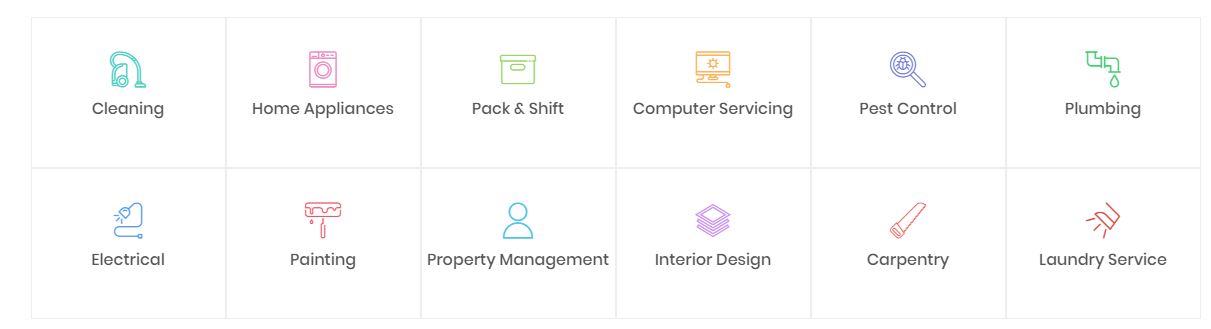 Cleaning
Home Appliances
Pack & Shift
Computer Servicing
Pest Control
Plumbing
Electrical
Painting
Property Management
Interior Design
Carpentry
Laundry Service